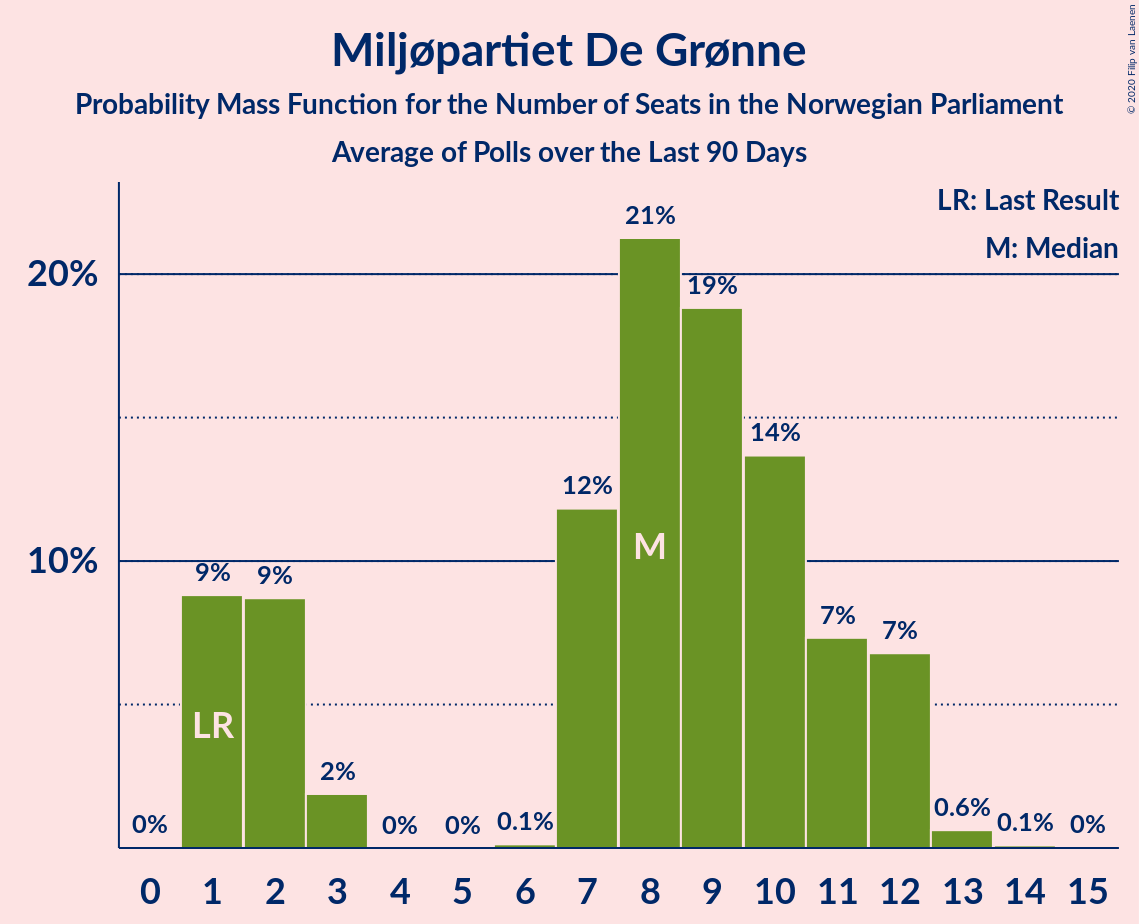 Miljøpartiet De Grønne
Probability Mass Function for the Number of Seats in the Norwegian Parliament
Average of Polls over the Last 90 Days
© 2020 Filip van Laenen
LR: Last Result
M: Median
20%
10%
0%
9%
9%
2%
0%
0%
0.1%
12%
21%
19%
14%
7%
7%
0.6%
0.1%
0%
LR
M
0 1 2 3 4 5 6 7 8 9 10 11 12 13 14 15